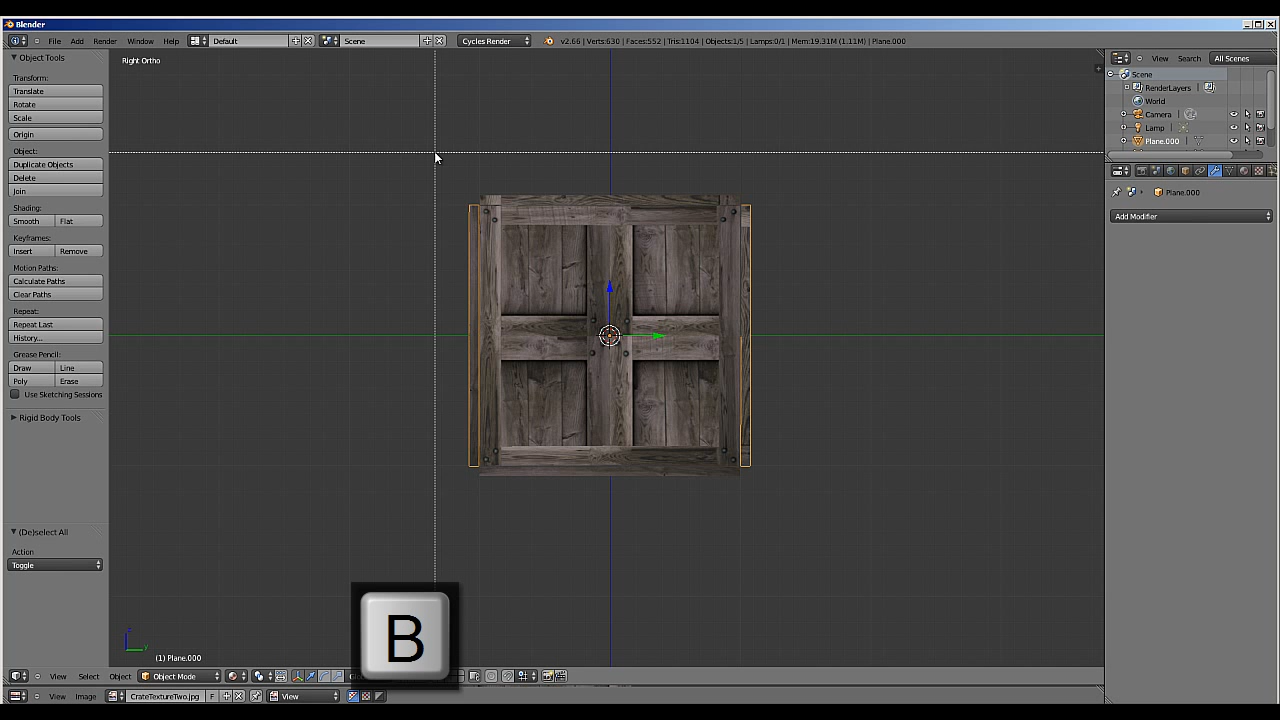 Blender
File Add Render Window Help Default Scene Cycles Render v2.66 | Verts:630 | Faces:552 | Tris:1104 | Objects:1/5 | Lamps:0/1 | Mem:19.31M (1.11M) | Plane.000
Object Tools
Transform:
Translate
Rotate
Scale
Origin
Object:
Duplicate Objects
Delete
Join
Shading:
Smooth Flat
Keyframes:
Insert Remove
Motion Paths:
Calculate Paths
Clear Paths
Repeat:
Repeat Last
History...
Grease Pencil:
Draw Line
Poly Erase
Use Sketching Sessions
Rigid Body Tools
(De)select All
Action
Toggle
Right Ortho
B
(1) Plane.000
View Select Object Object Mode
View Image CrateTextureTwo.jpg F View
View Search All Scenes
Scene
RenderLayers
World
Camera
Lamp
Plane.000
Plane.000
Add Modifier